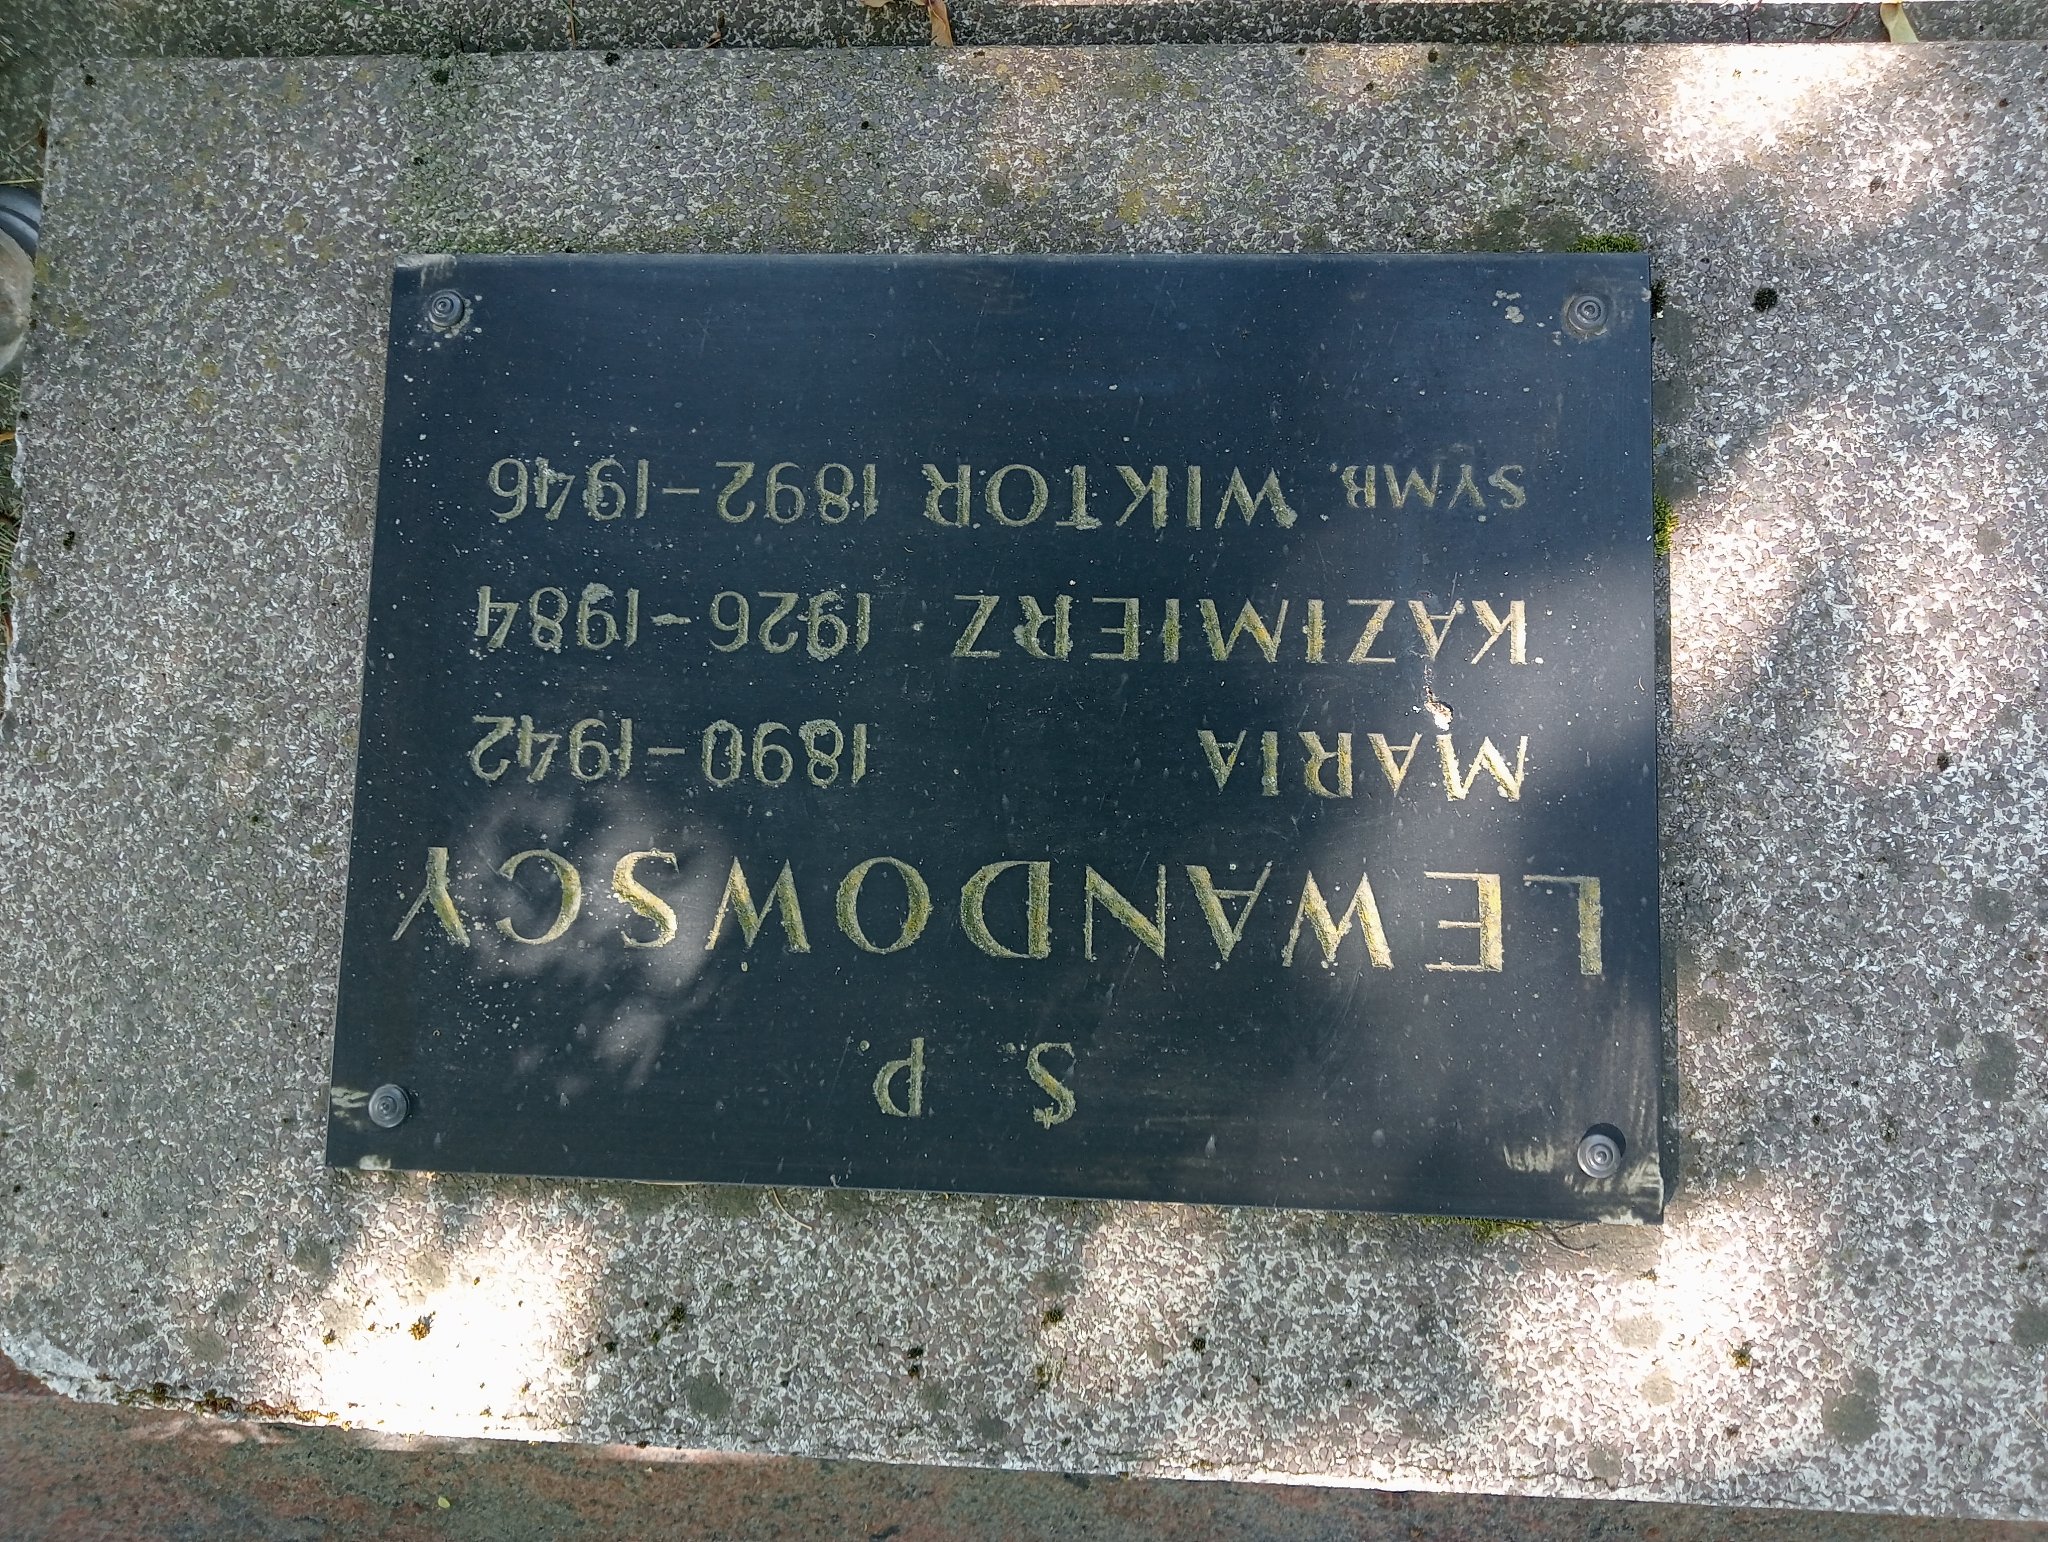 Ś. P.
LEWANDOWSCY
MARIA 1890-1942
KAZIMIERZ 1926-1984
SYMB. WIKTOR 1892-1946